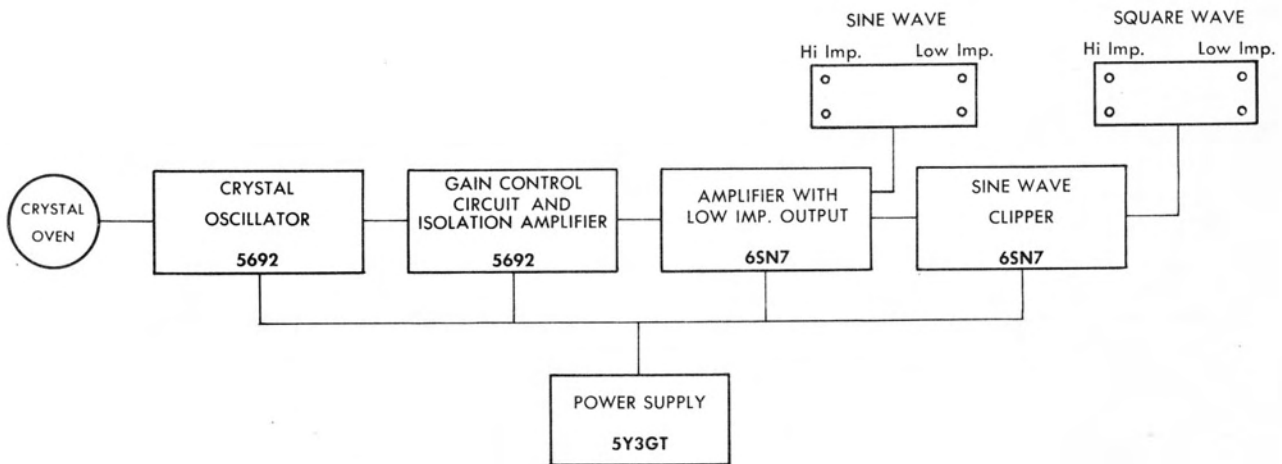 SINE WAVE
Hi Imp. Low Imp.
SQUARE WAVE
Hi Imp. Low Imp.
CRYSTAL
OVEN
CRYSTAL
OSCILLATOR
5692
GAIN CONTROL
CIRCUIT AND
ISOLATION AMPLIFIER
5692
AMPLIFIER WITH
LOW IMP. OUTPUT
6SN7
SINE WAVE
CLIPPER
6SN7
POWER SUPPLY
5Y3GT